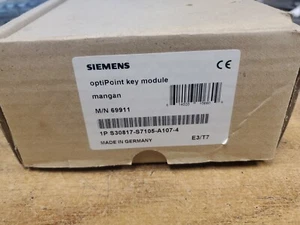 SIEMENS
CE
optiPoint key module
mangan
M/N 69911
1P S30817-S7105-A107-4
MADE IN GERMANY
E3/T7